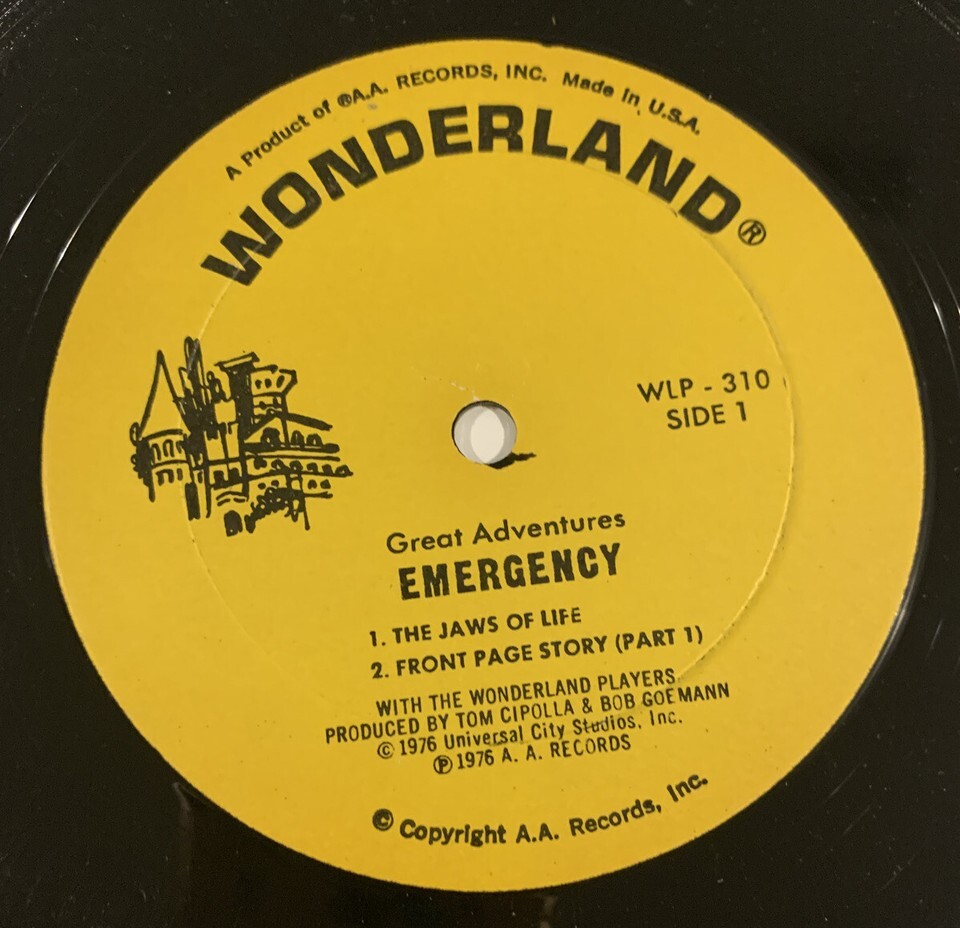 A Product of ®A.A. RECORDS, INC. Made in U.S.A.
WONDERLAND®
WLP - 310
SIDE 1
Great Adventures
EMERGENCY
1. THE JAWS OF LIFE
2. FRONT PAGE STORY (PART 1)
WITH THE WONDERLAND PLAYERS
PRODUCED BY TOM CIPOLLA & BOB GOEMANN
© 1976 Universal City Studios, Inc.
℗ 1976 A. A. RECORDS
© Copyright A.A. Records, Inc.